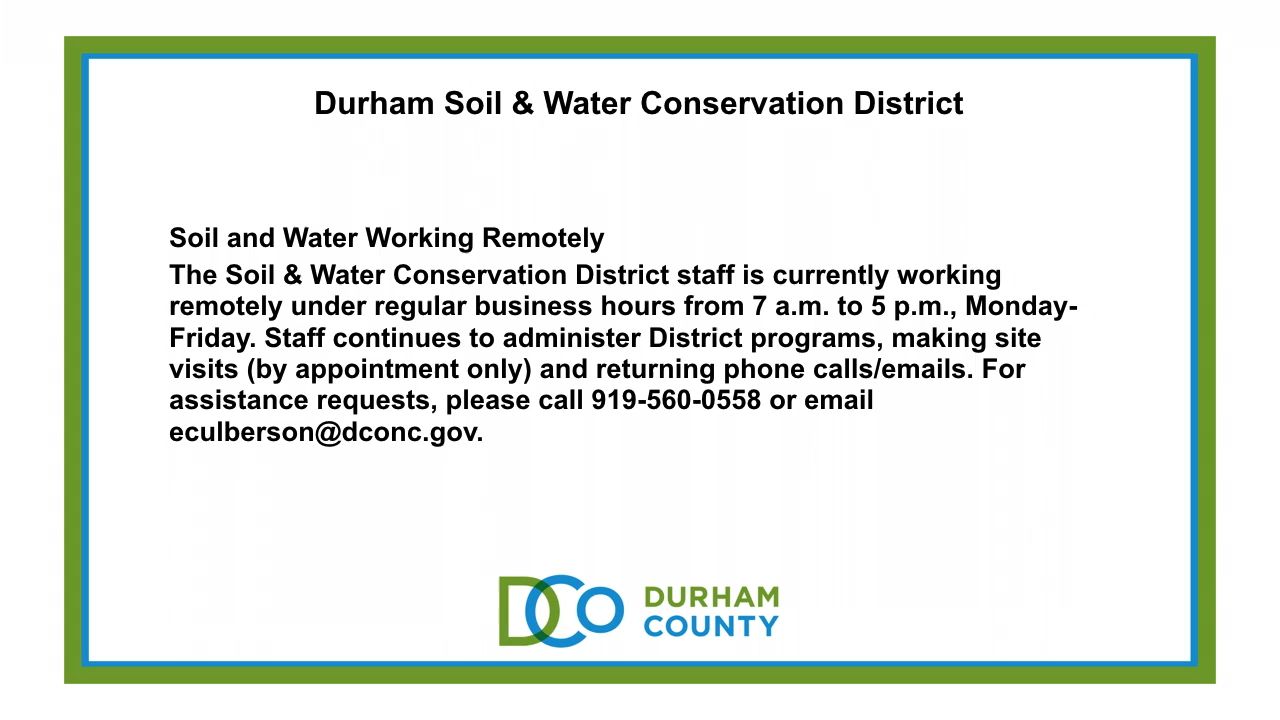 Durham Soil & Water Conservation District
Soil and Water Working Remotely
The Soil & Water Conservation District staff is currently working
remotely under regular business hours from 7 a.m. to 5 p.m., Monday-
Friday. Staff continues to administer District programs, making site
visits (by appointment only) and returning phone calls/emails. For
assistance requests, please call 919-560-0558 or email
eculberson@dconc.gov.
DCO DURHAM
COUNTY